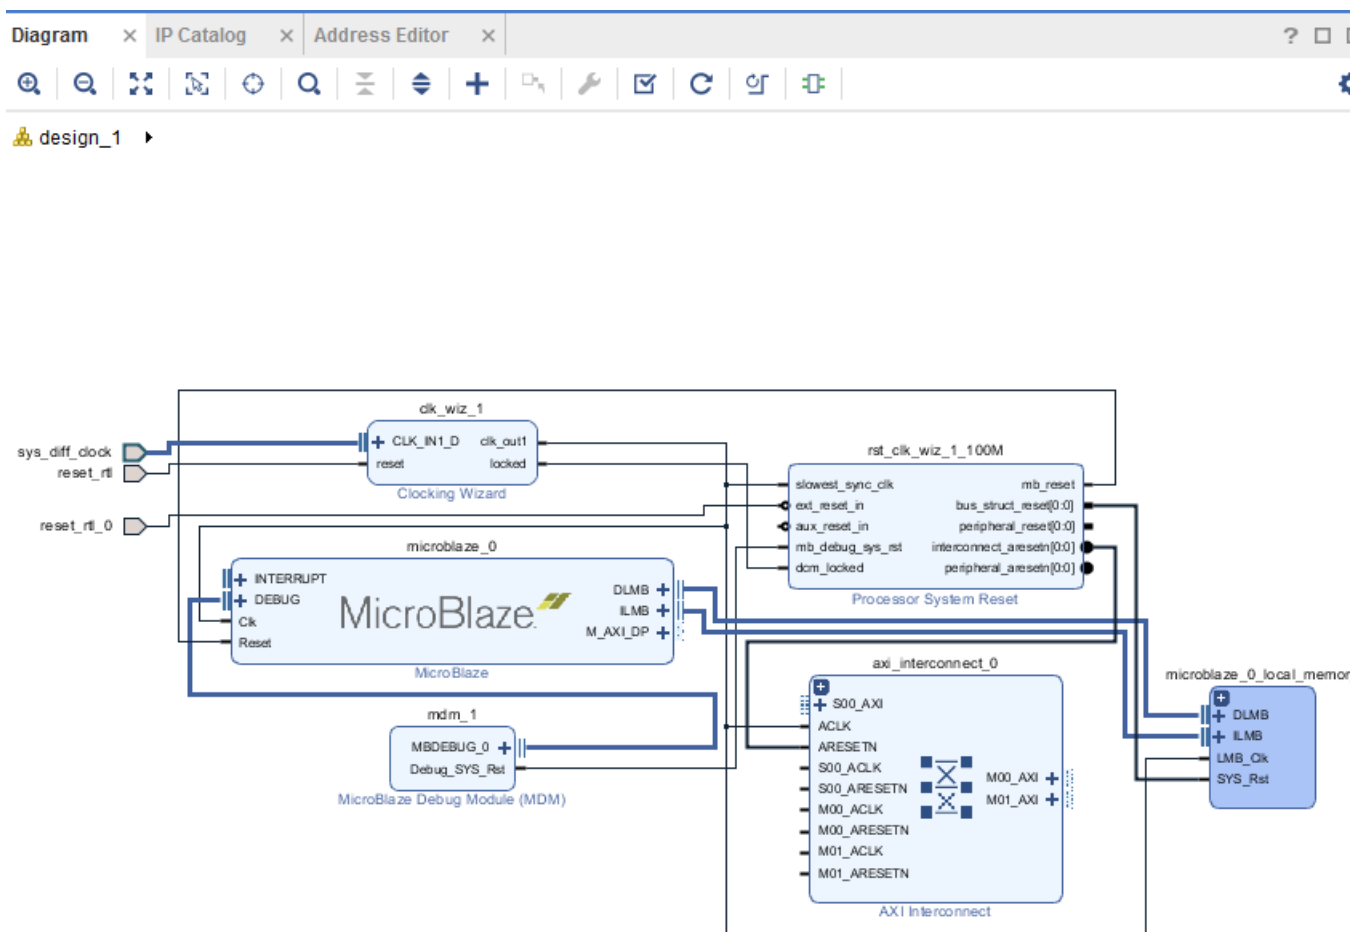 Diagram
IP Catalog
Address Editor
design_1
clk_wiz_1
CLK_IN1_D
clk_out1
reset
locked
Clocking Wizard
sys_diff_clock
reset_rtl
reset_rtl_0
rst_clk_wiz_1_100M
slowest_sync_clk
mb_reset
ext_reset_in
bus_struct_reset[0:0]
aux_reset_in
peripheral_reset[0:0]
mb_debug_sys_rst
interconnect_aresetn[0:0]
dcm_locked
peripheral_aresetn[0:0]
Processor System Reset
microblaze_0
INTERRUPT
DEBUG
Clk
Reset
MicroBlaze
DLMB
ILMB
M_AXI_DP
MicroBlaze
mdm_1
MBDEBUG_0
Debug_SYS_Rst
MicroBlaze Debug Module (MDM)
axi_interconnect_0
S00_AXI
ACLK
ARESETN
S00_ACLK
S00_ARESETN
M00_ACLK
M00_ARESETN
M01_ACLK
M01_ARESETN
M00_AXI
M01_AXI
AXI Interconnect
microblaze_0_local_memor
DLMB
ILMB
LMB_Clk
SYS_Rst